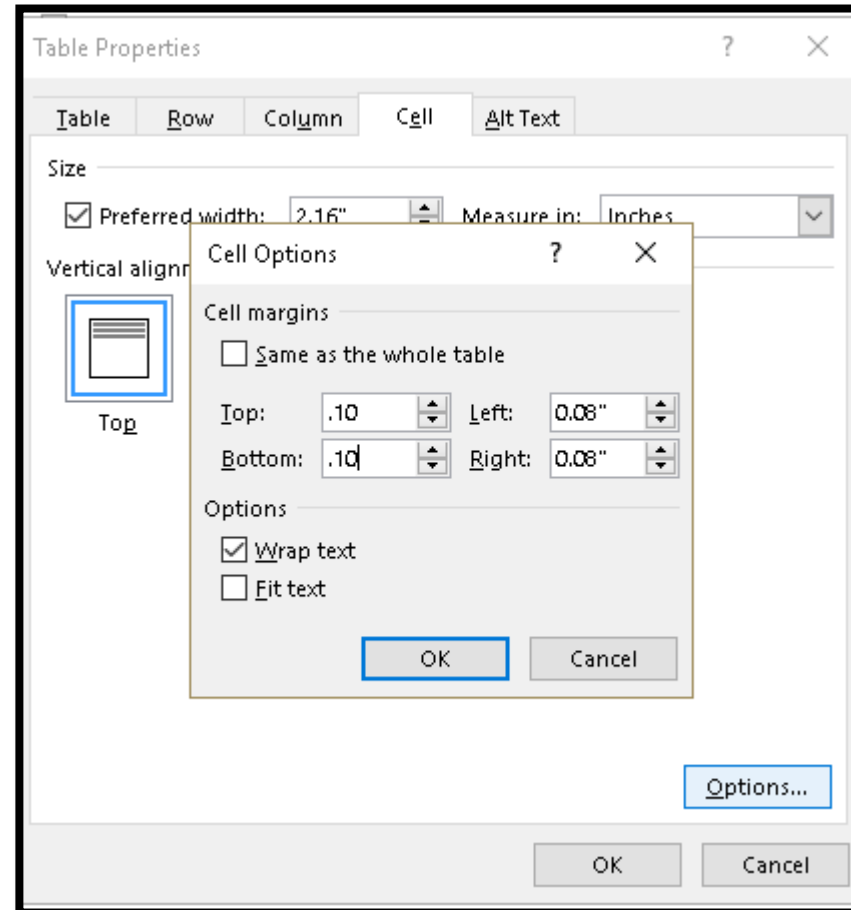 Table Properties ? ×
Table Row Column Cell Alt Text
Size
Preferred width: 2.16" Measure in: Inches
Vertical alignr
Cell Options ? ×
Cell margins
Same as the whole table
Top: .10 Left: 0.08"
Top
Bottom: .10 Right: 0.08"
Options
Wrap text
Fit text
OK Cancel
Options...
OK Cancel